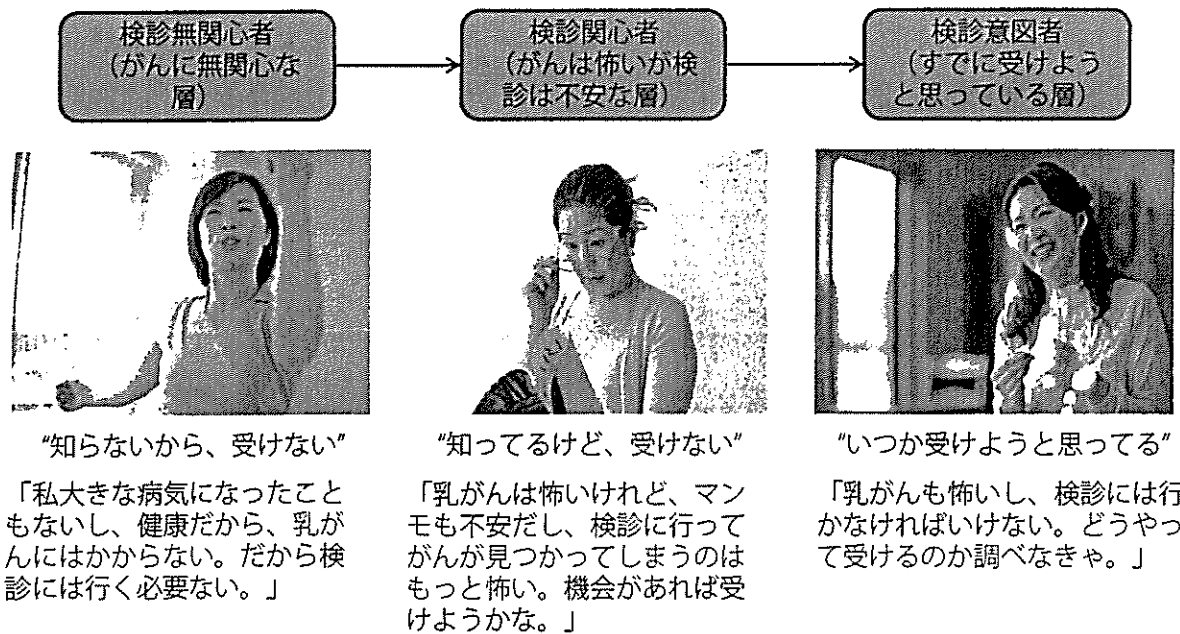 検診無関心者
(がんに無関心な
層)
検診関心者
(がんは怖いが検
診は不安な層)
検診意図者
(すでに受けよう
と思っている層)
“知らないから、受けない”
“知ってるけど、受けない”
“いつか受けようと思ってる”
「私大きな病気になったこと
もないし、健康だから、乳が
んにはかからない。だから検
診には行く必要ない。」
「乳がんは怖いけれど、マン
モも不安だし、検診に行って
がんが見つかってしまうのは
もっと怖い。機会があれば受
けようかな。」
「乳がんも怖いし、検診には行
かなければいけない。どうやっ
て受けるのか調べなきゃ。」